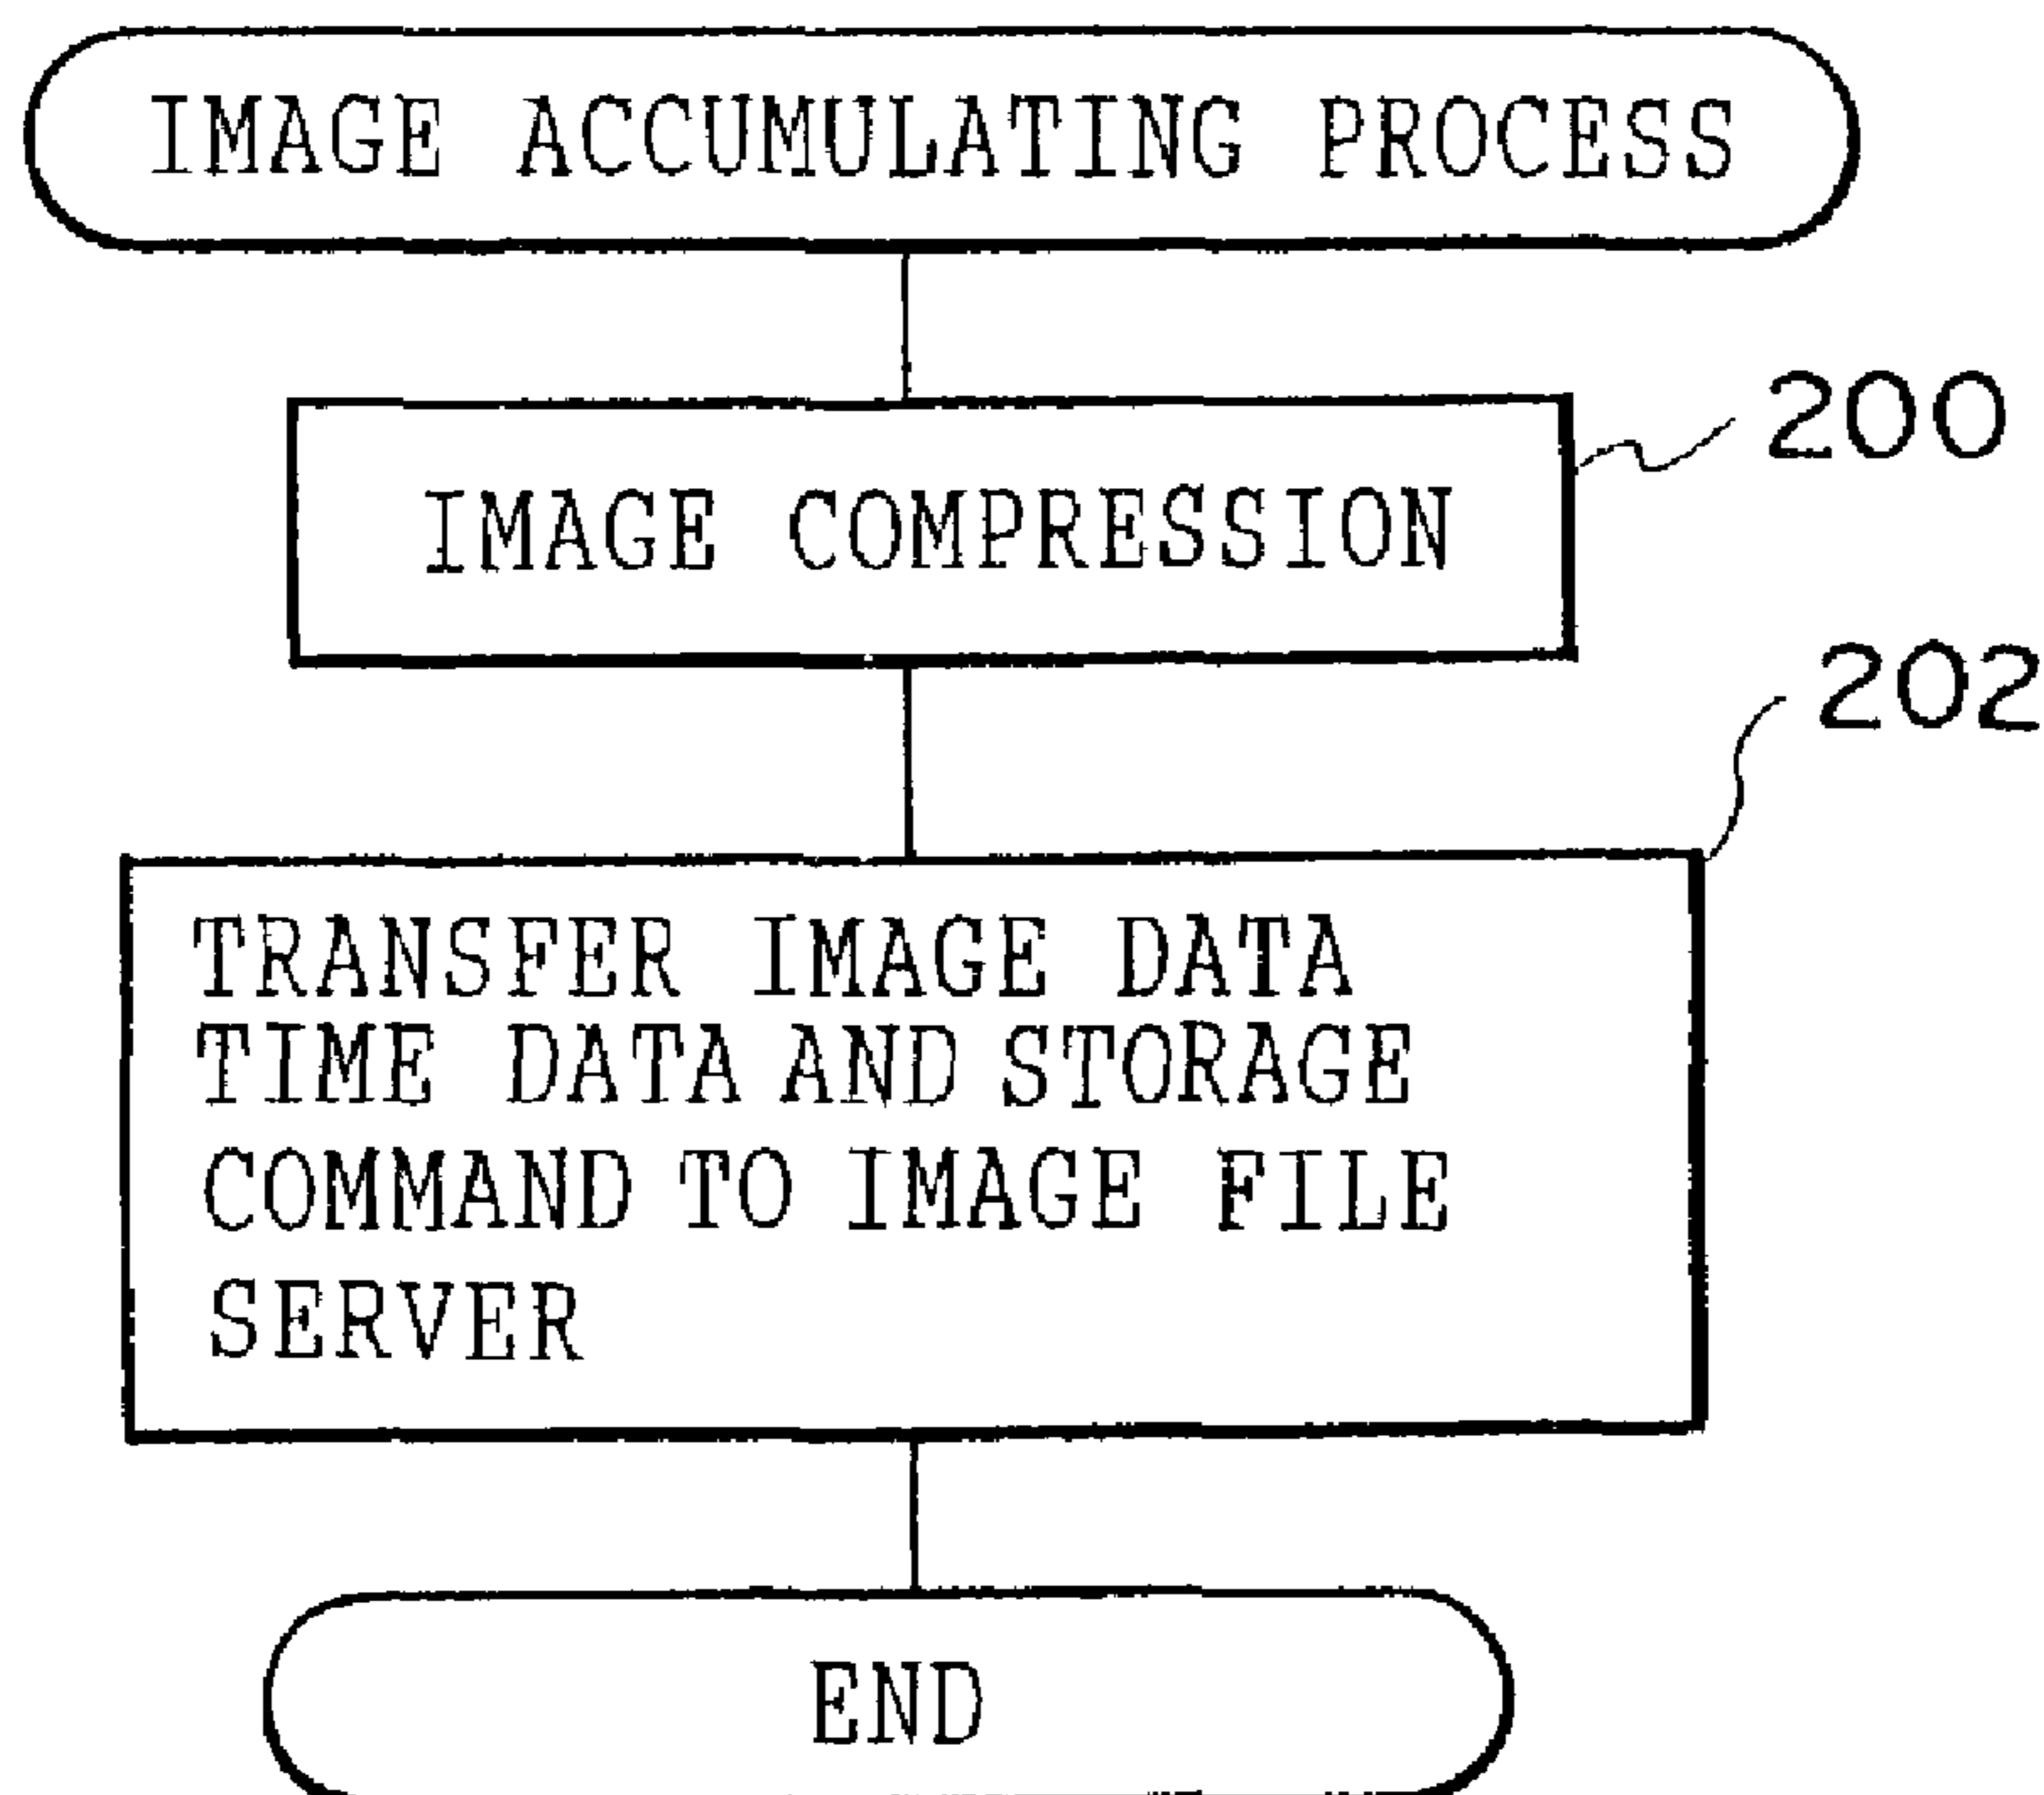 IMAGE ACCUMULATING PROCESS
200
IMAGE COMPRESSION
202
TRANSFER IMAGE DATA
TIME DATA AND STORAGE
COMMAND TO IMAGE FILE
SERVER
END